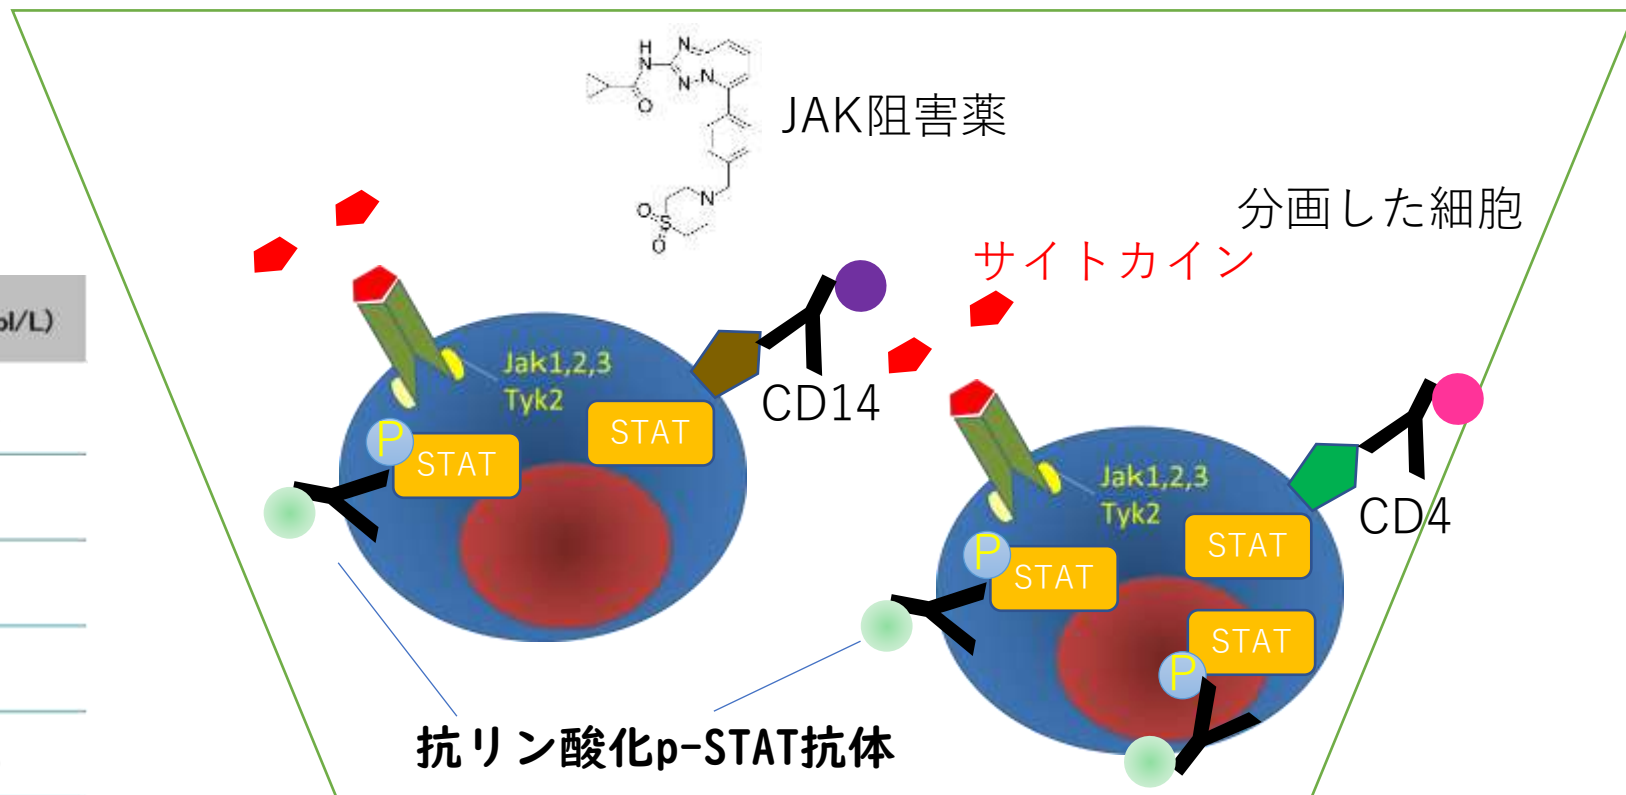 H
N
N
N
N
O
JAK阻害薬
N
O
S
O
分画した細胞
サイトカイン
ol/L)
Jak1,2,3
Tyk2
CD14
STAT
P
STAT
Jak1,2,3
Tyk2
CD4
STAT
P
STAT
STAT
P
抗リン酸化p-STAT抗体